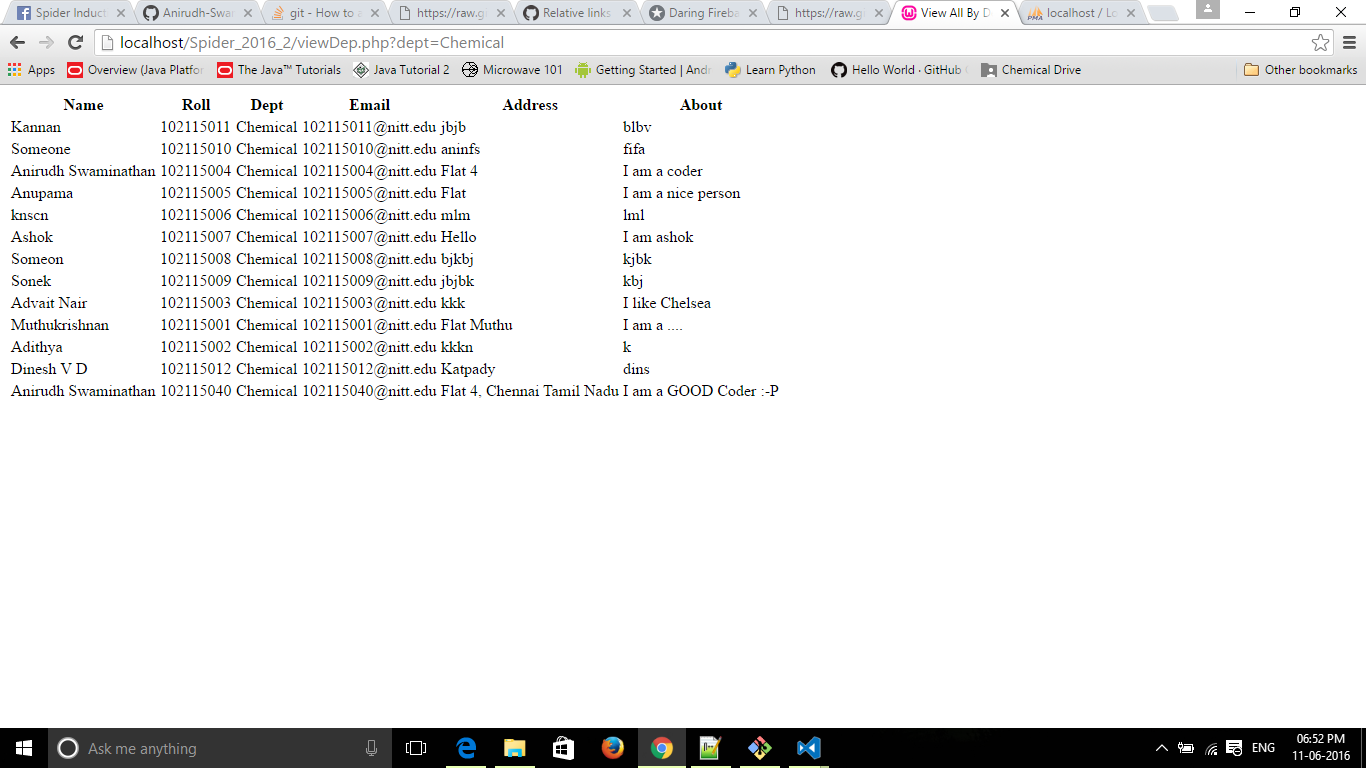 Spider Induct
Anirudh-Swar
git - How to a
https://raw.g
Relative links
Daring Fireba
https://raw.g
View All By D
localhost / Lo
localhost/Spider_2016_2/viewDep.php?dept=Chemical
Apps
Overview (Java Platfor
The Java™ Tutorials
Java Tutorial 2
Microwave 101
Getting Started | Andr
Learn Python
Hello World · GitHub
Chemical Drive
Other bookmarks
Name Roll Dept Email Address About
Kannan 102115011 Chemical 102115011@nitt.edu jbjb blbv
Someone 102115010 Chemical 102115010@nitt.edu aninfs fifa
Anirudh Swaminathan 102115004 Chemical 102115004@nitt.edu Flat 4 I am a coder
Anupama 102115005 Chemical 102115005@nitt.edu Flat I am a nice person
knscn 102115006 Chemical 102115006@nitt.edu mlm lml
Ashok 102115007 Chemical 102115007@nitt.edu Hello I am ashok
Someon 102115008 Chemical 102115008@nitt.edu bjkbj kjbk
Sonek 102115009 Chemical 102115009@nitt.edu jbjbk kbj
Advait Nair 102115003 Chemical 102115003@nitt.edu kkk I like Chelsea
Muthukrishnan 102115001 Chemical 102115001@nitt.edu Flat Muthu I am a ....
Adithya 102115002 Chemical 102115002@nitt.edu kkkn k
Dinesh V D 102115012 Chemical 102115012@nitt.edu Katpady dins
Anirudh Swaminathan 102115040 Chemical 102115040@nitt.edu Flat 4, Chennai Tamil Nadu I am a GOOD Coder :-P
Ask me anything
ENG
06:52 PM
11-06-2016